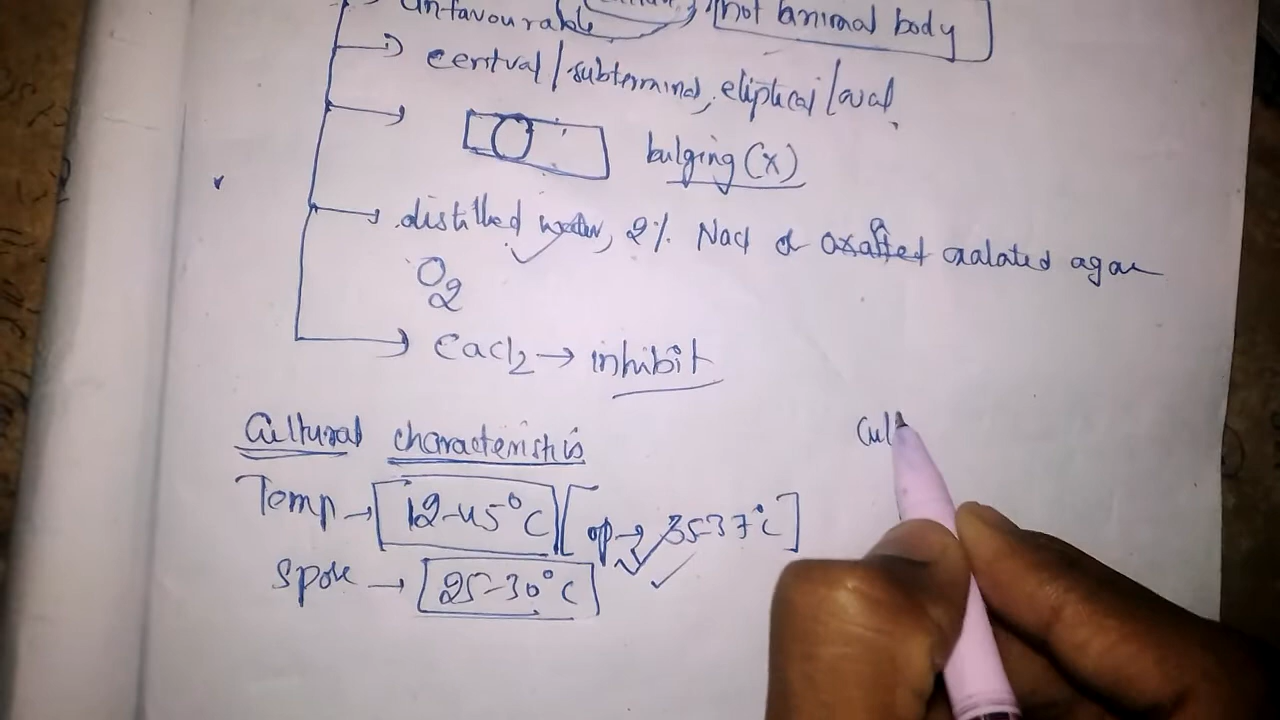 Unfavourable not animal body
central/subterminal, eliptical/oval
bulging (x)
distilled water, 2% Nacl & oxalated agar
O2
CaCl2 → inhibit
Cultural characteristis
Temp → 12-45°C [op → 35-37°C]
Spore → 25-30°C
Cul